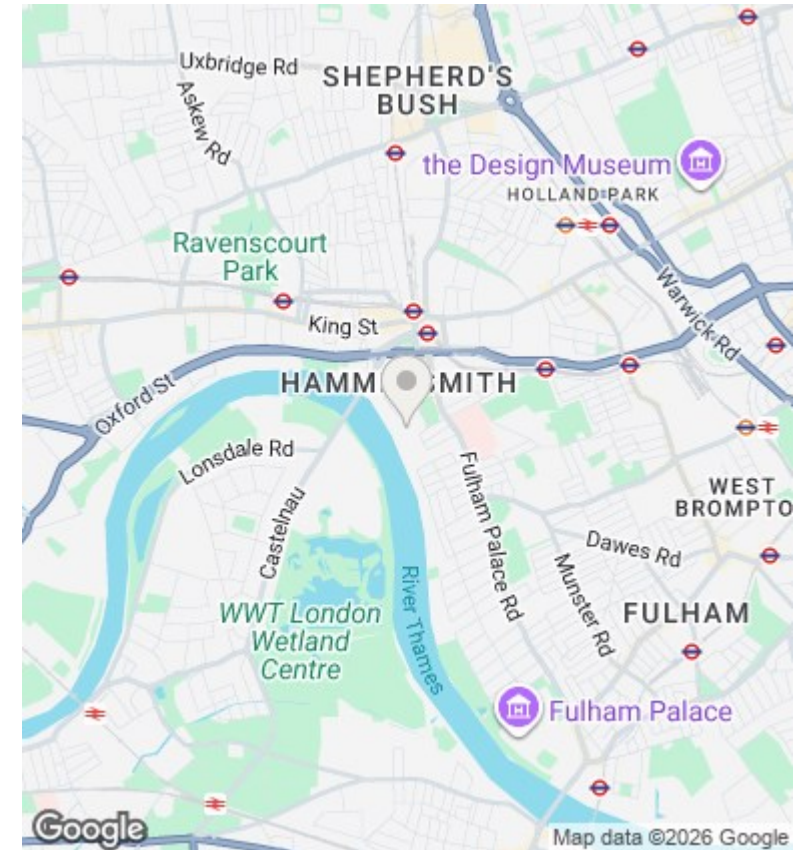 Uxbridge Rd
SHEPHERD'S
BUSH
Askew Rd
the Design Museum
HOLLAND PARK
Ravenscourt
Park
King St
Warwick Rd
Oxford St
HAMM SMITH
Lonsdale Rd
Castelnau
Fulham Palace Rd
WEST
BROMPTO
Dawes Rd
Munster Rd
River Thames
WWT London
Wetland
Centre
FULHAM
Fulham Palace
Google
Map data ©2026 Google